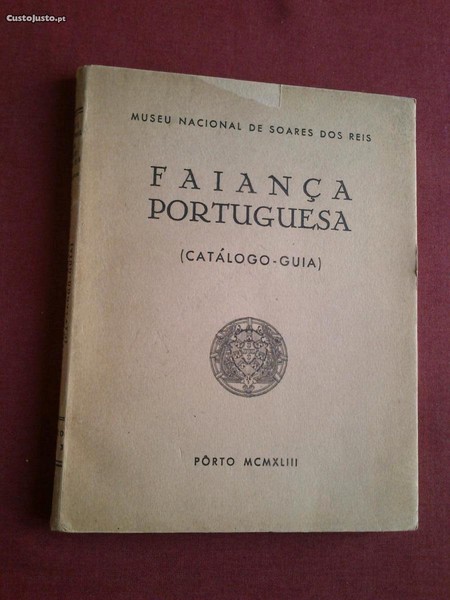 CustoJusto.pt
MUSEU NACIONAL DE SOARES DOS REIS
FAIANÇA
PORTUGUESA
(CATÁLOGO-GUIA)
PÔRTO MCMXLIII